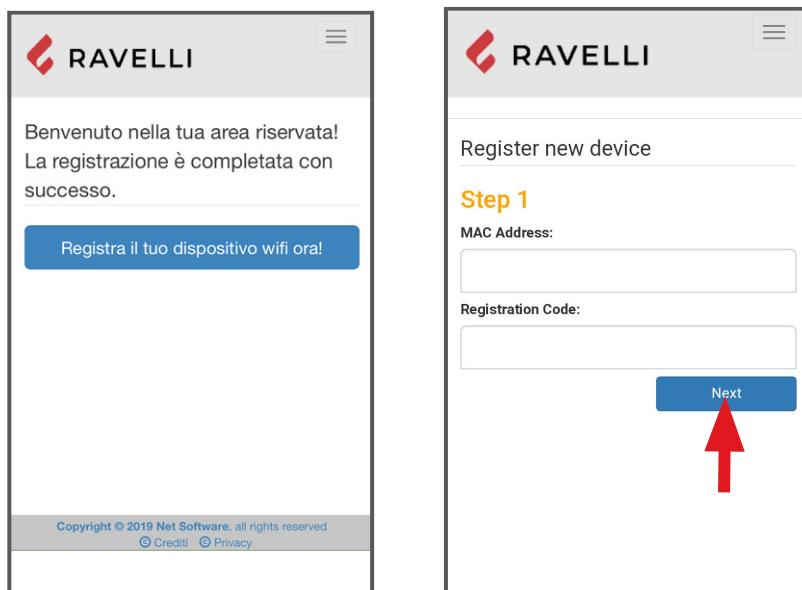 RAVELLI
Benvenuto nella tua area riservata!
La registrazione è completata con
successo.
Registra il tuo dispositivo wifi ora!
Copyright © 2019 Net Software, all rights reserved
© Crediti © Privacy
RAVELLI
Register new device
Step 1
MAC Address:
Registration Code:
Next